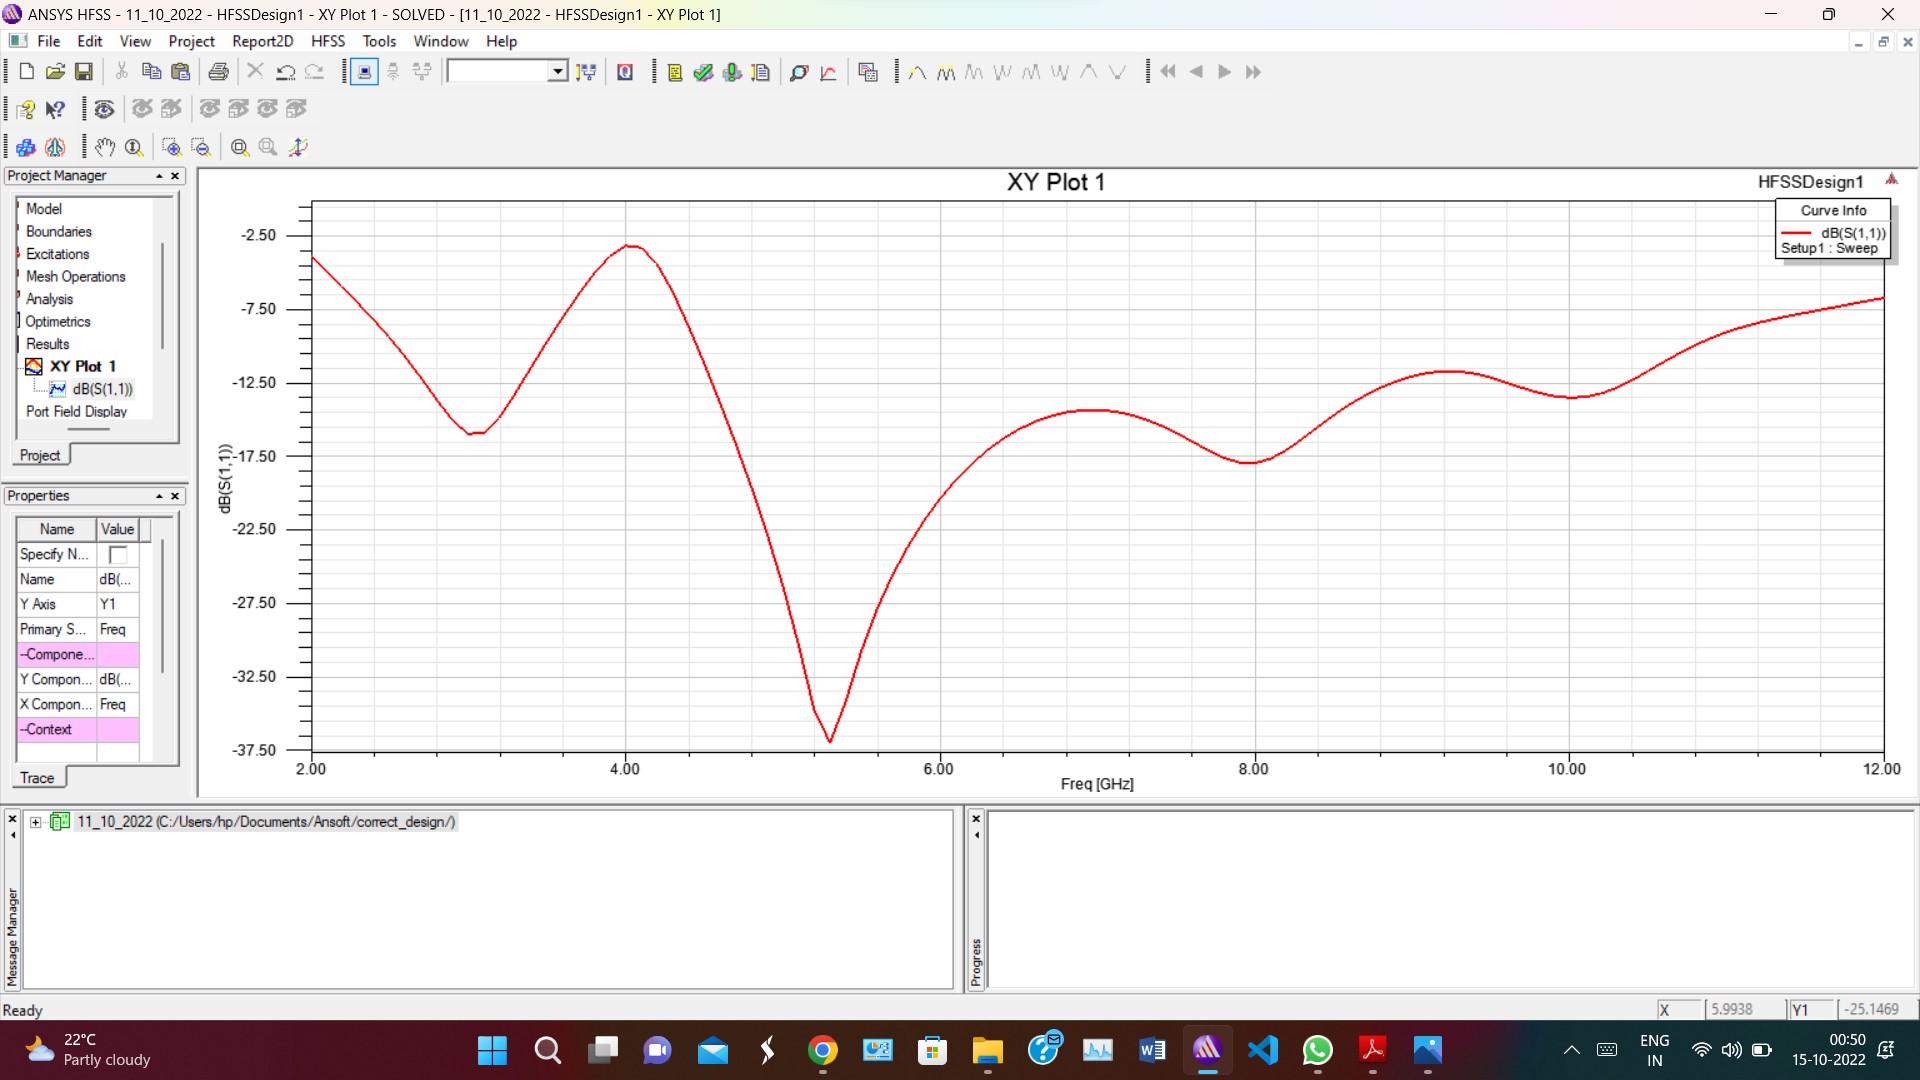 ANSYS HFSS - 11_10_2022 - HFSSDesign1 - XY Plot 1 - SOLVED - [11_10_2022 - HFSSDesign1 - XY Plot 1]
File Edit View Project Report2D HFSS Tools Window Help
Project Manager
Model
Boundaries
Excitations
Mesh Operations
Analysis
Optimetrics
Results
XY Plot 1
dB(S(1,1))
Port Field Display
Project
Properties
Name Value
Specify N...
Name dB(...
Y Axis Y1
Primary S... Freq
--Compone...
Y Compon... dB(...
X Compon... Freq
--Context
Trace
XY Plot 1
HFSSDesign1
Curve Info
dB(S(1,1))
Setup1 : Sweep
-2.50
-7.50
-12.50
-17.50
-22.50
-27.50
-32.50
-37.50
dB(S(1,1))
2.00 4.00 6.00 8.00 10.00 12.00
Freq [GHz]
11_10_2022 (C:/Users/hp/Documents/Ansoft/correct_design/)
Message Manager
Progress
Ready
X 5.9938 Y1 -25.1469
22°C
Partly cloudy
ENG
IN
00:50
15-10-2022